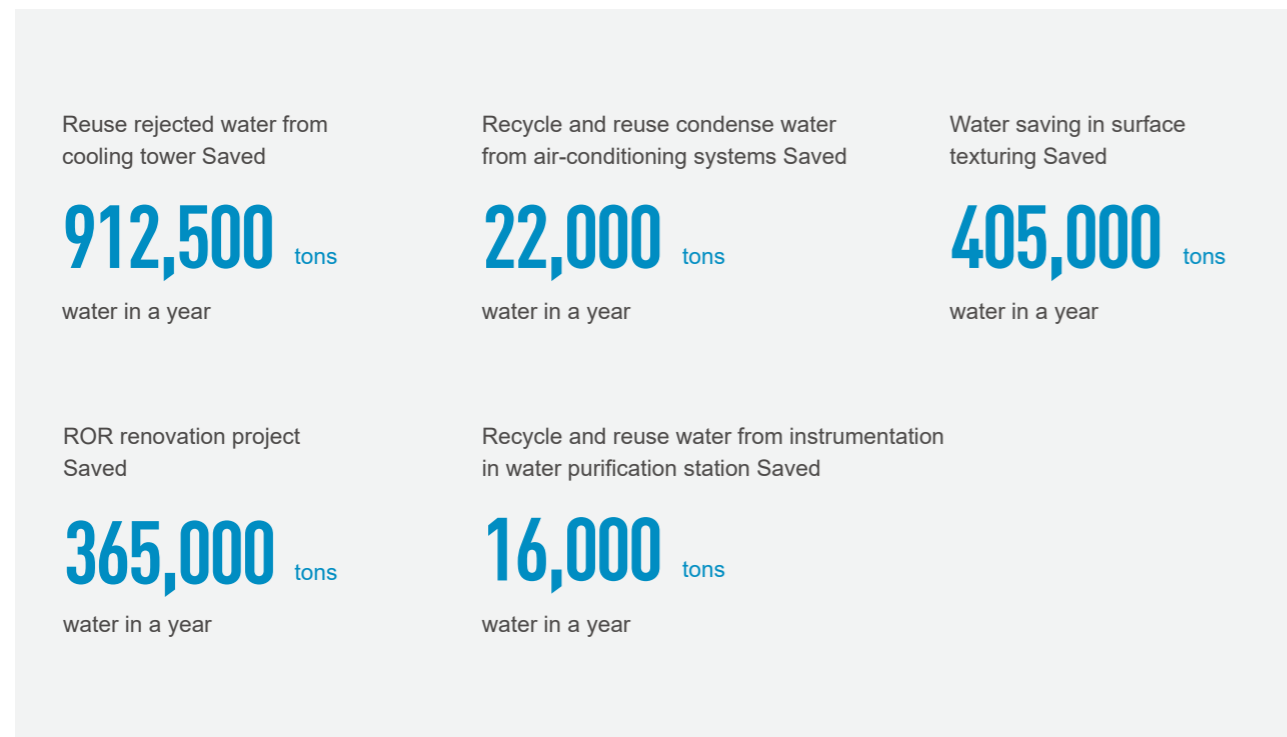 Reuse rejected water from
cooling tower Saved
912,500 tons
water in a year
Recycle and reuse condense water
from air-conditioning systems Saved
22,000 tons
water in a year
Water saving in surface
texturing Saved
405,000 tons
water in a year
ROR renovation project
Saved
365,000 tons
water in a year
Recycle and reuse water from instrumentation
in water purification station Saved
16,000 tons
water in a year